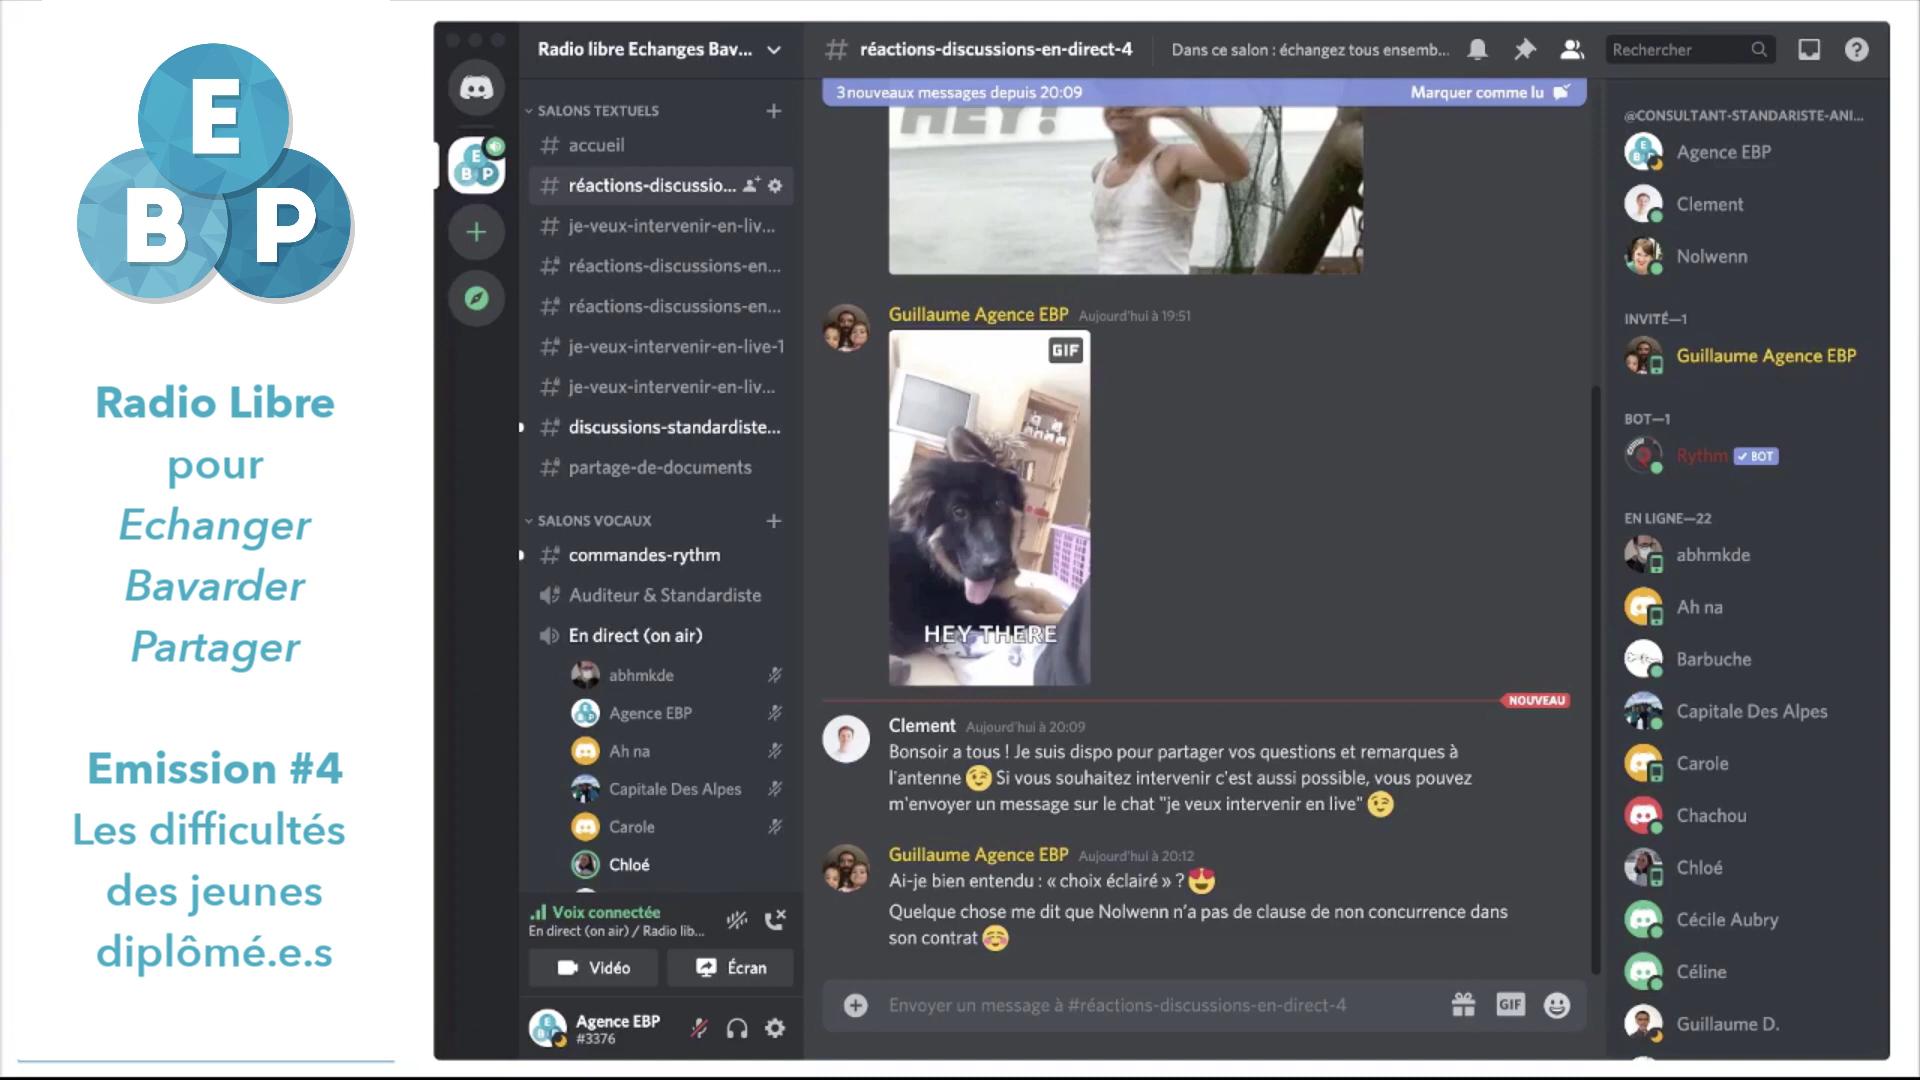 E
B P
Radio Libre
pour
Echanger
Bavarder
Partager
Emission #4
Les difficultés
des jeunes
diplômé.e.s
Radio libre Echanges Bav...
SALONS TEXTUELS
accueil
réactions-discussio...
je-veux-intervenir-en-liv...
réactions-discussions-en...
réactions-discussions-en...
je-veux-intervenir-en-live-1
je-veux-intervenir-en-liv...
discussions-standardiste...
partage-de-documents
SALONS VOCAUX
commandes-rythm
Auditeur & Standardiste
En direct (on air)
abhmkde
Agence EBP
Ah na
Capitale Des Alpes
Carole
Chloé
Voix connectée
En direct (on air) / Radio lib...
Vidéo Écran
Agence EBP
#3376
# réactions-discussions-en-direct-4 Dans ce salon : échangez tous ensemb... Rechercher
3 nouveaux messages depuis 20:09 Marquer comme lu
HEY!
Guillaume Agence EBP Aujourd'hui à 19:51
GIF
HEY THERE
NOUVEAU
Clement Aujourd'hui à 20:09
Bonsoir a tous ! Je suis dispo pour partager vos questions et remarques à
l'antenne 😉 Si vous souhaitez intervenir c'est aussi possible, vous pouvez
m'envoyer un message sur le chat "je veux intervenir en live" 😉
Guillaume Agence EBP Aujourd'hui à 20:12
Ai-je bien entendu : « choix éclairé » ? 😍
Quelque chose me dit que Nolwenn n'a pas de clause de non concurrence dans
son contrat ☺️
Envoyer un message à #réactions-discussions-en-direct-4 GIF
@CONSULTANT-STANDARISTE-ANI...
Agence EBP
Clement
Nolwenn
INVITÉ—1
Guillaume Agence EBP
BOT—1
Rythm BOT
EN LIGNE—22
abhmkde
Ah na
Barbuche
Capitale Des Alpes
Carole
Chachou
Chloé
Cécile Aubry
Céline
Guillaume D.